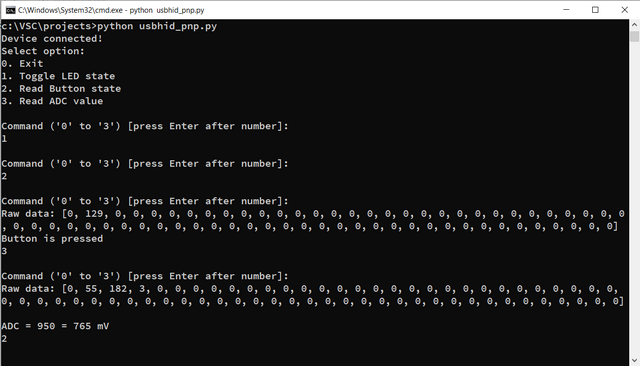 C:\Windows\System32\cmd.exe - python usbhid_pnp.py
c:\VSC\projects>python usbhid_pnp.py
Device connected!
Select option:
0. Exit
1. Toggle LED state
2. Read Button state
3. Read ADC value
Command ('0' to '3') [press Enter after number]:
1
Command ('0' to '3') [press Enter after number]:
2
Command ('0' to '3') [press Enter after number]:
Raw data: [0, 129, 0, 0, 0, 0, 0, 0, 0, 0, 0, 0, 0, 0, 0, 0, 0, 0, 0, 0, 0, 0, 0, 0, 0, 0, 0, 0, 0, 0, 0
, 0, 0, 0, 0, 0, 0, 0, 0, 0, 0, 0, 0, 0, 0, 0, 0, 0, 0, 0, 0, 0, 0, 0, 0, 0, 0, 0, 0, 0, 0, 0, 0, 0, 0]
Button is pressed
3
Command ('0' to '3') [press Enter after number]:
Raw data: [0, 55, 182, 3, 0, 0, 0, 0, 0, 0, 0, 0, 0, 0, 0, 0, 0, 0, 0, 0, 0, 0, 0, 0, 0, 0, 0, 0, 0, 0,
0, 0, 0, 0, 0, 0, 0, 0, 0, 0, 0, 0, 0, 0, 0, 0, 0, 0, 0, 0, 0, 0, 0, 0, 0, 0, 0, 0, 0, 0, 0, 0, 0, 0, 0]
ADC = 950 = 765 mV
2